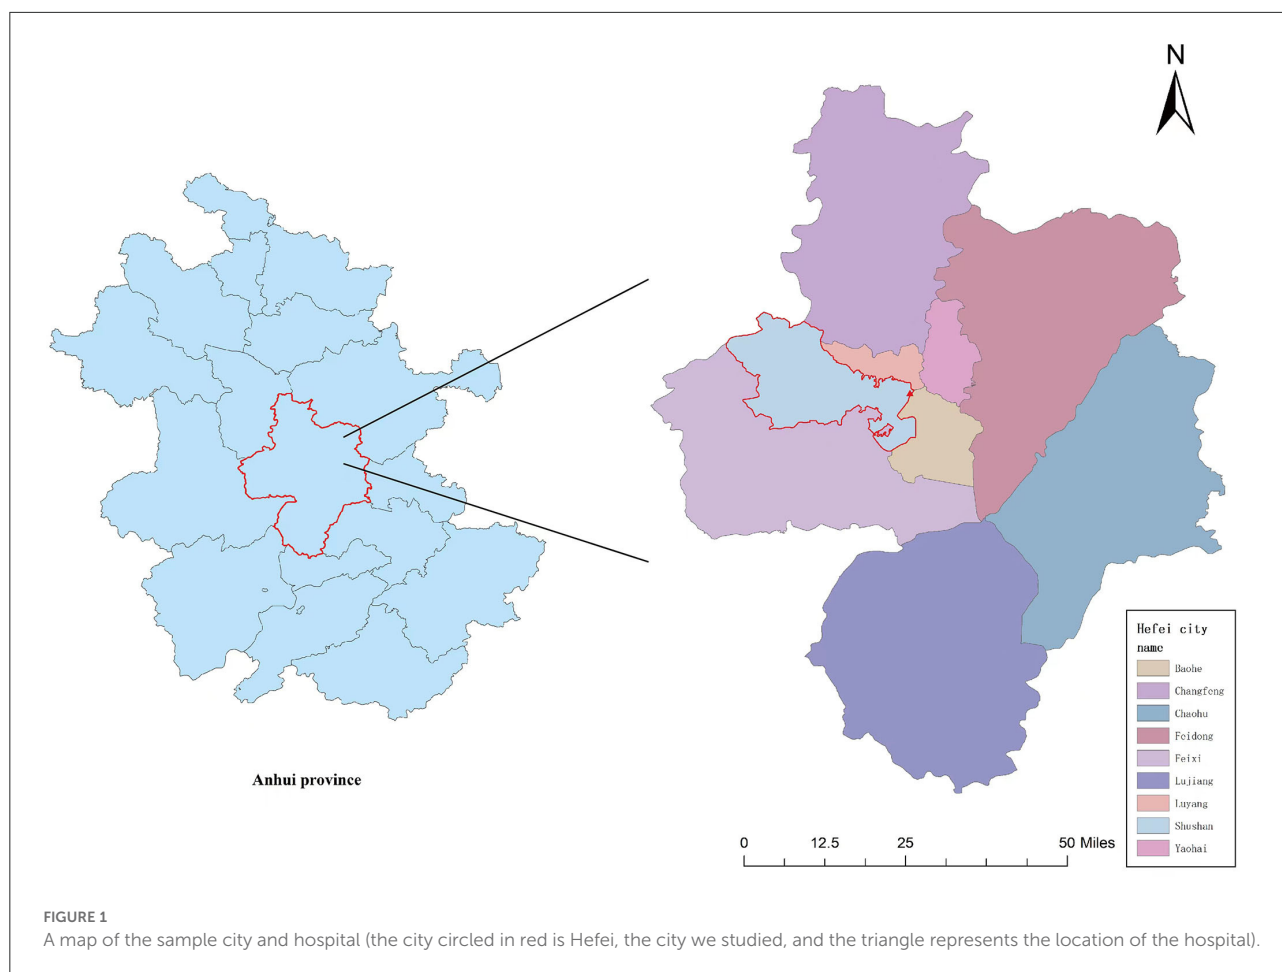 N
Anhui province
Hefei city
name
Baohe
Changfeng
Chaohu
Feidong
Feixi
Lujiang
Luyang
Shushan
Yaohai
0 12.5 25 50 Miles
FIGURE 1
A map of the sample city and hospital (the city circled in red is Hefei, the city we studied, and the triangle represents the location of the hospital).